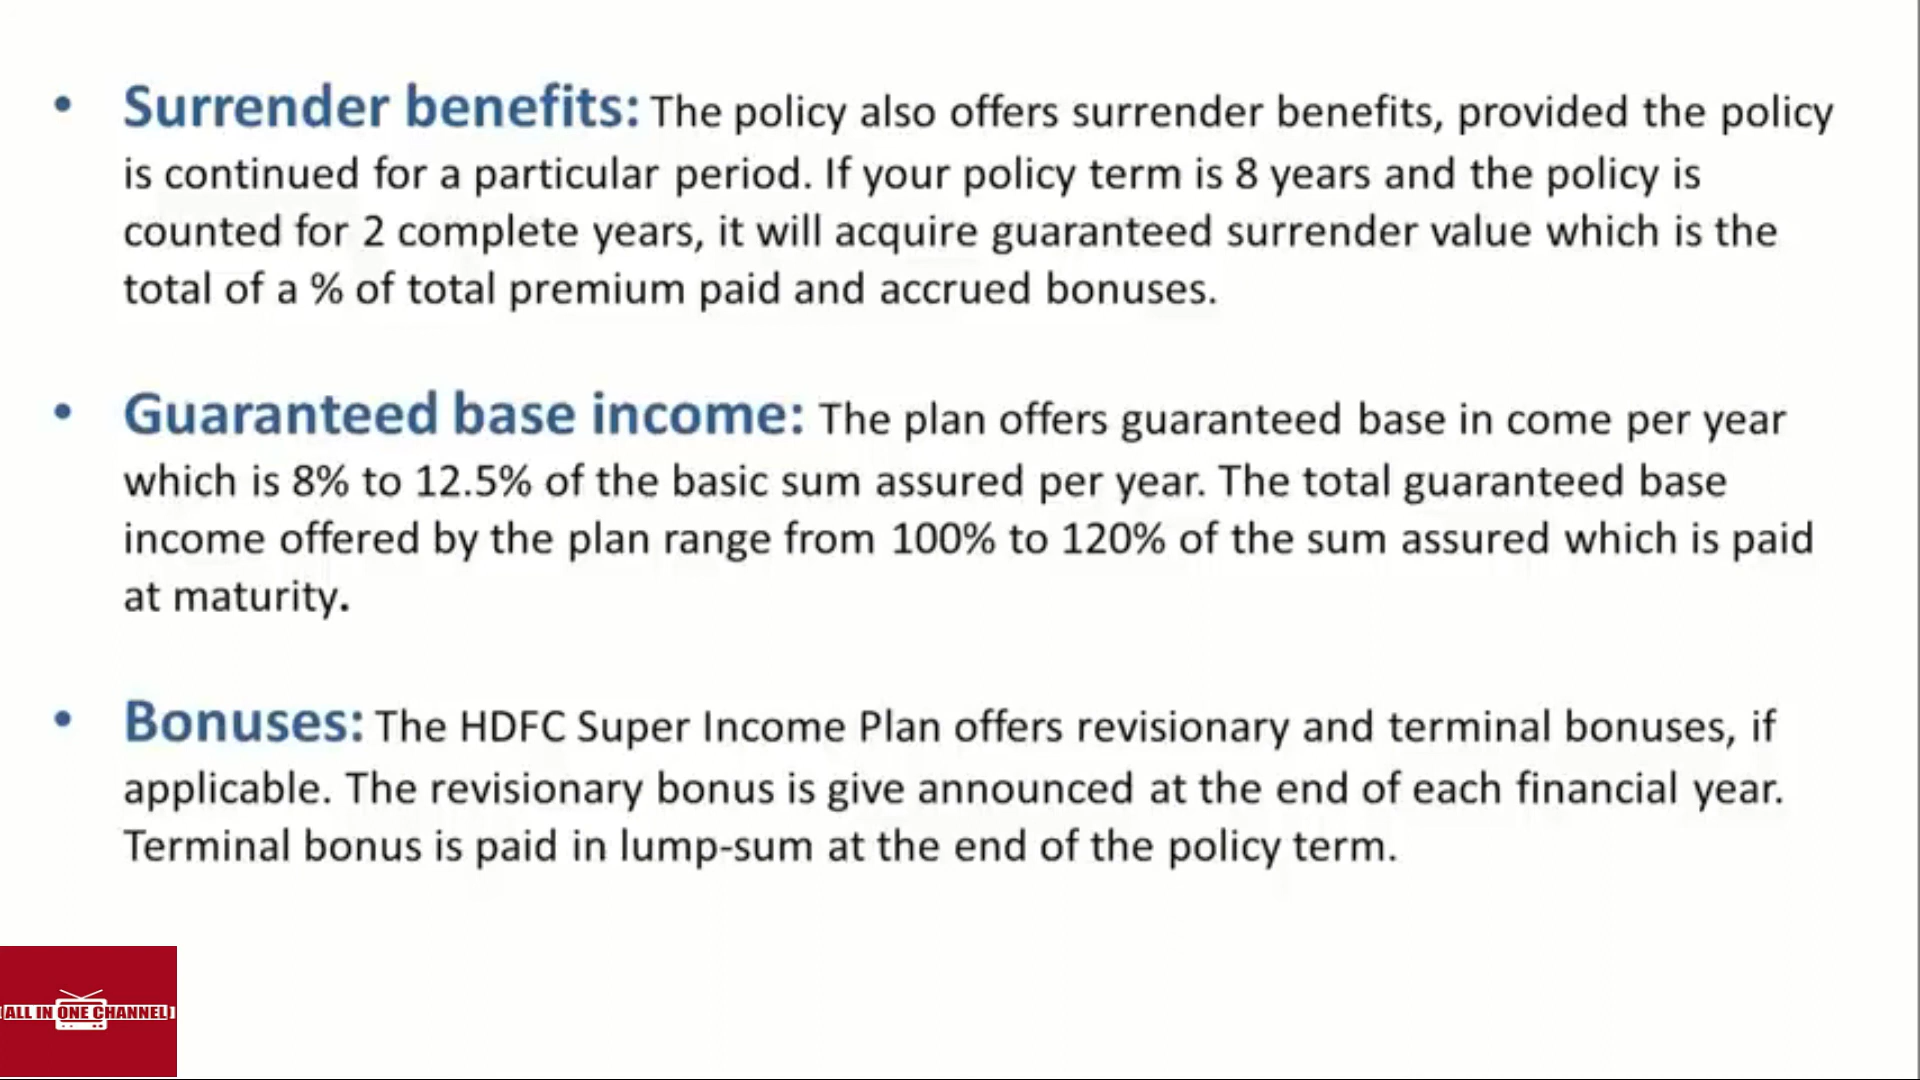 • Surrender benefits: The policy also offers surrender benefits, provided the policy
is continued for a particular period. If your policy term is 8 years and the policy is
counted for 2 complete years, it will acquire guaranteed surrender value which is the
total of a % of total premium paid and accrued bonuses.
• Guaranteed base income: The plan offers guaranteed base in come per year
which is 8% to 12.5% of the basic sum assured per year. The total guaranteed base
income offered by the plan range from 100% to 120% of the sum assured which is paid
at maturity.
• Bonuses: The HDFC Super Income Plan offers revisionary and terminal bonuses, if
applicable. The revisionary bonus is give announced at the end of each financial year.
Terminal bonus is paid in lump-sum at the end of the policy term.
[ALL IN ONE CHANNEL]